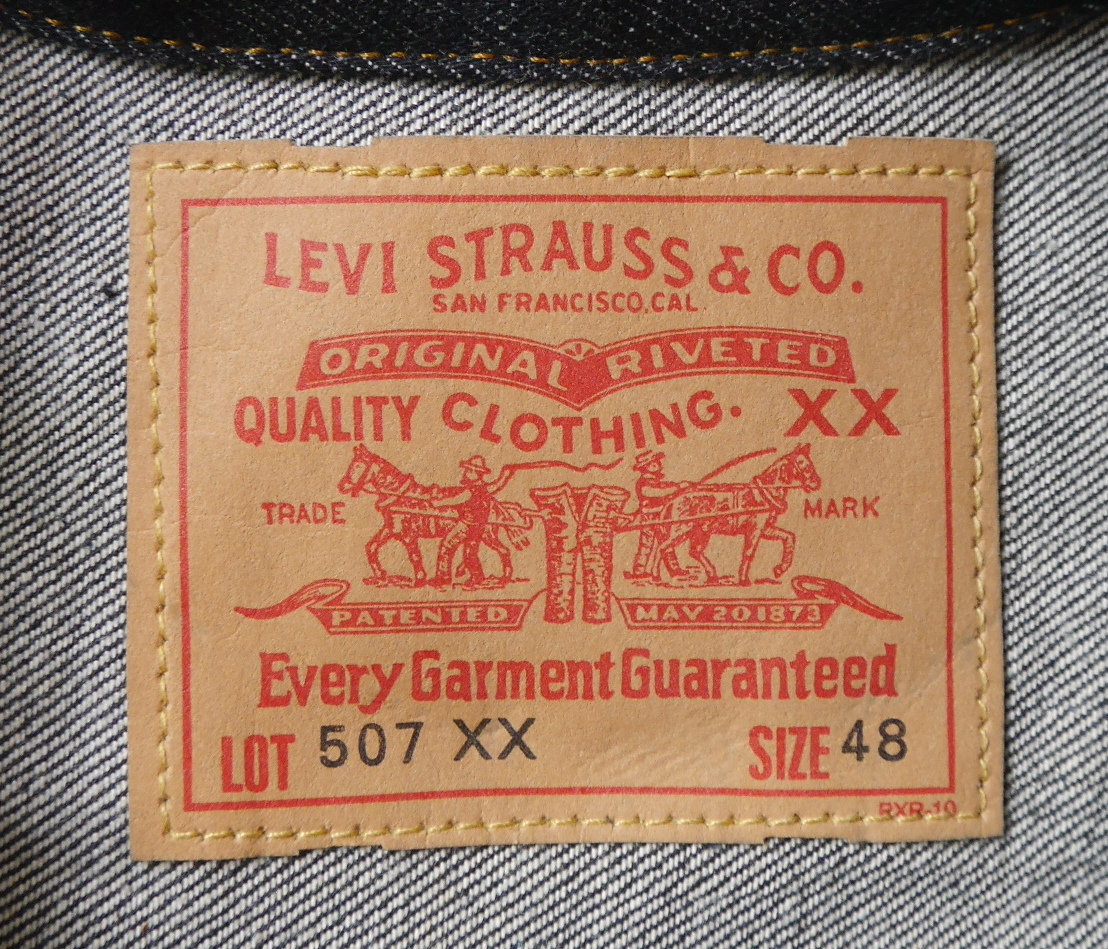 LEVI STRAUSS & CO.
SAN FRANCISCO, CAL.
ORIGINAL RIVETED
QUALITY CLOTHING. XX
TRADE MARK
PATENTED MAY 20 1873
Every Garment Guaranteed
LOT 507 XX SIZE 48
RXR-10